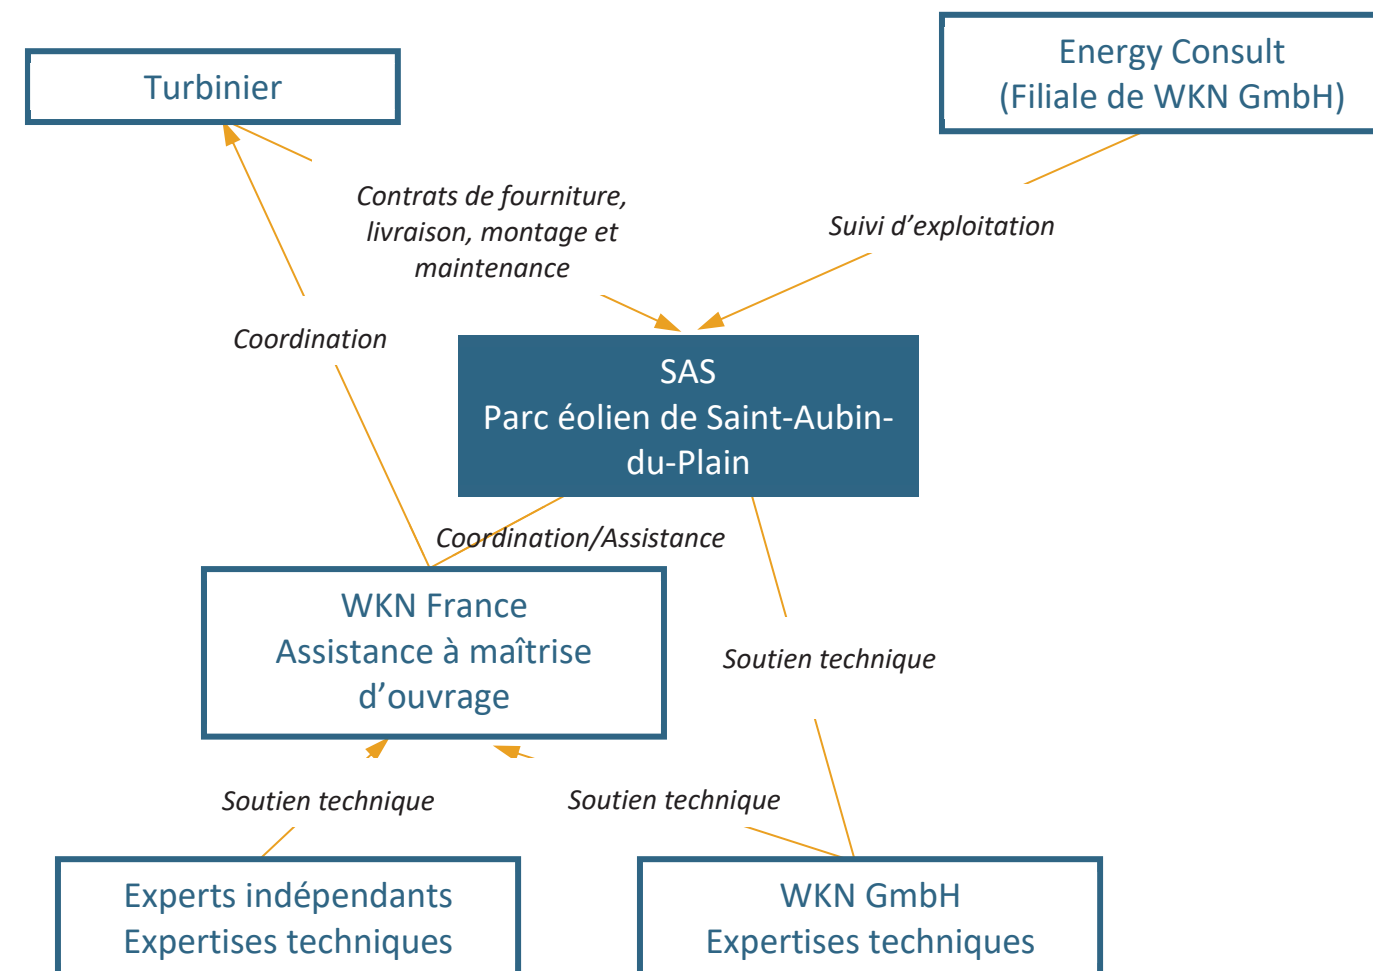 Turbinier
Energy Consult
(Filiale de WKN GmbH)
Contrats de fourniture,
livraison, montage et
maintenance
Suivi d’exploitation
Coordination
SAS
Parc éolien de Saint-Aubin-
du-Plain
Coordination/Assistance
WKN France
Assistance à maîtrise
d’ouvrage
Soutien technique
Soutien technique
Soutien technique
Experts indépendants
Expertises techniques
WKN GmbH
Expertises techniques